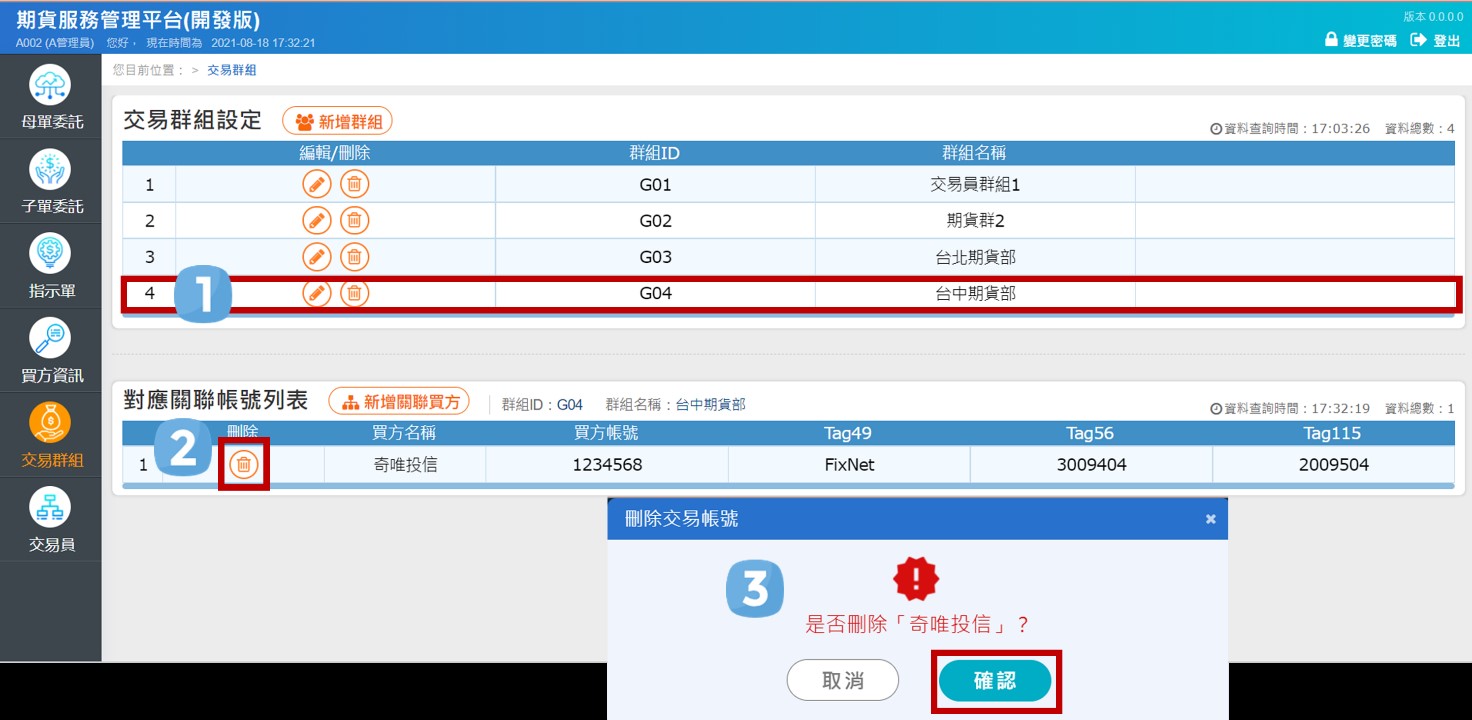 期貨服務管理平台(開發版)
版本 0.0.0.0
A002 (A管理員) 您好， 現在時間為 2021-08-18 17:32:21
變更密碼 登出
您目前位置： > 交易群組
母單委託
子單委託
指示單
買方資訊
交易群組
交易員
交易群組設定 新增群組
資料查詢時間：17:03:26 資料總數：4
編輯/刪除 群組ID 群組名稱
1 G01 交易員群組1
2 G02 期貨群2
3 G03 台北期貨部
4 1 G04 台中期貨部
對應關聯帳號列表 新增關聯買方 群組ID：G04 群組名稱：台中期貨部
資料查詢時間：17:32:19 資料總數：1
刪除 買方名稱 買方帳號 Tag49 Tag56 Tag115
1 2 奇唯投信 1234568 FixNet 3009404 2009504
刪除交易帳號
3
是否刪除「奇唯投信」？
取消 確認